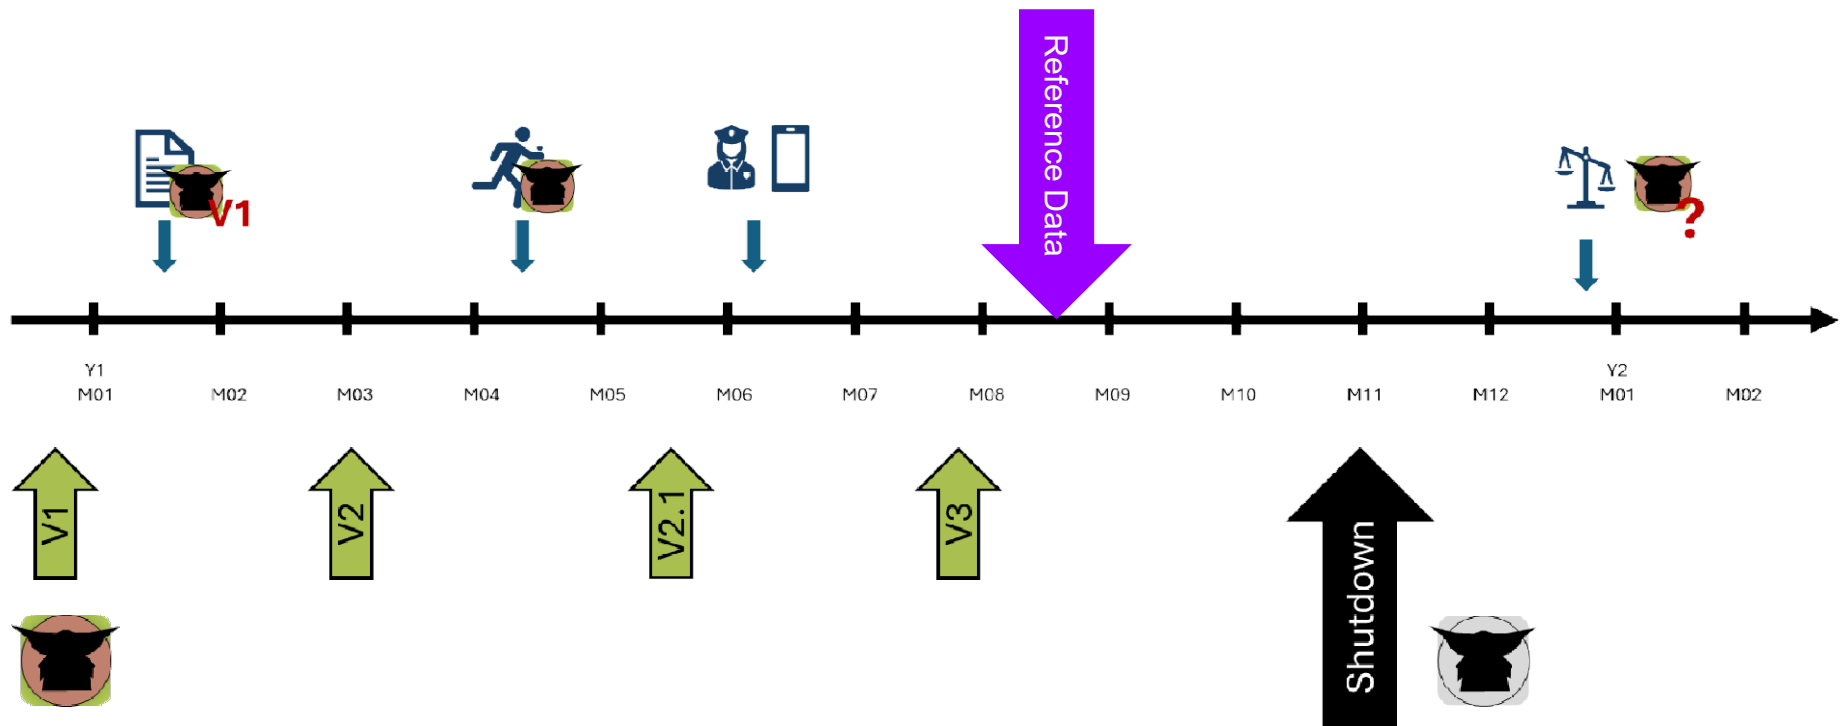 Reference Data
V1
?
Y1
Y2
M01
M02
M03
M04
M05
M06
M07
M08
M09
M10
M11
M12
M01
M02
V1
V2
V2.1
V3
Shutdown